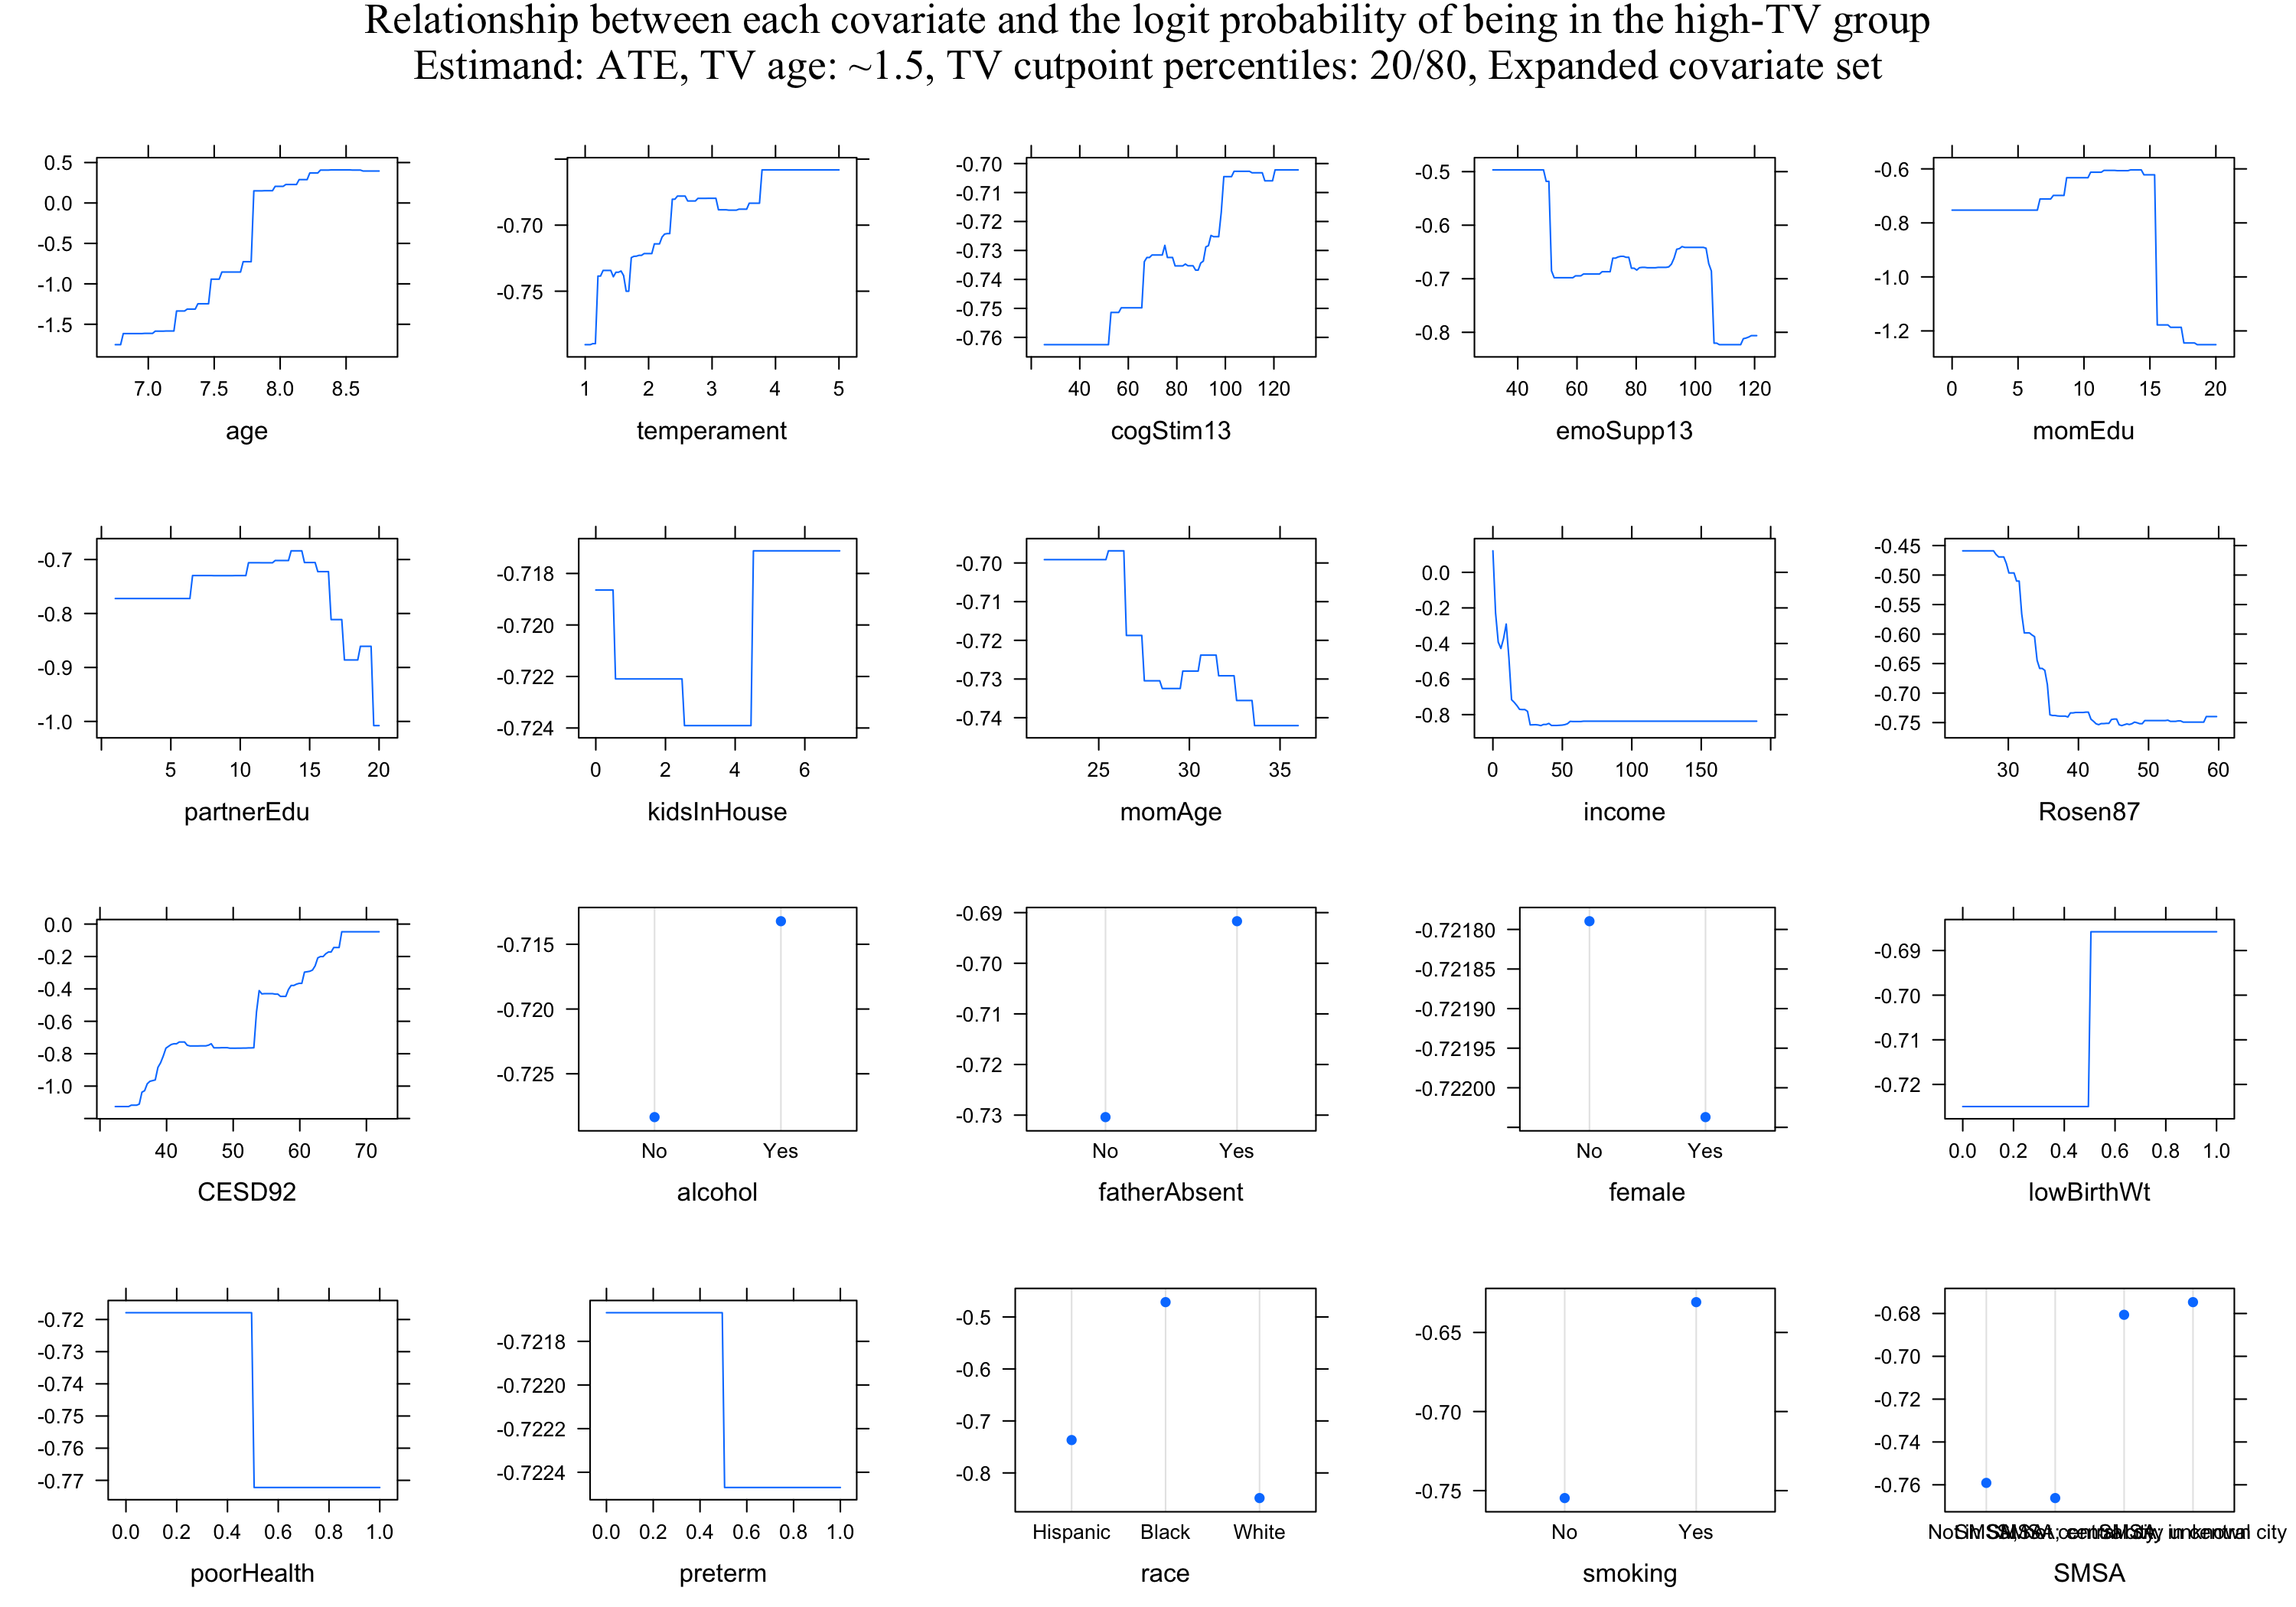 Relationship between each covariate and the logit probability of being in the high-TV group
Estimand: ATE, TV age: ~1.5, TV cutpoint percentiles: 20/80, Expanded covariate set
0.5
0.0
-0.5
-1.0
-1.5
7.0 7.5 8.0 8.5
age
-0.70
-0.75
1 2 3 4 5
temperament
-0.70
-0.71
-0.72
-0.73
-0.74
-0.75
-0.76
40 60 80 100 120
cogStim13
-0.5
-0.6
-0.7
-0.8
40 60 80 100 120
emoSupp13
-0.6
-0.8
-1.0
-1.2
0 5 10 15 20
momEdu
-0.7
-0.8
-0.9
-1.0
5 10 15 20
partnerEdu
-0.718
-0.720
-0.722
-0.724
0 2 4 6
kidsInHouse
-0.70
-0.71
-0.72
-0.73
-0.74
25 30 35
momAge
0.0
-0.2
-0.4
-0.6
-0.8
0 50 100 150
income
-0.45
-0.50
-0.55
-0.60
-0.65
-0.70
-0.75
30 40 50 60
Rosen87
0.0
-0.2
-0.4
-0.6
-0.8
-1.0
40 50 60 70
CESD92
-0.715
-0.720
-0.725
No Yes
alcohol
-0.69
-0.70
-0.71
-0.72
-0.73
No Yes
fatherAbsent
-0.72180
-0.72185
-0.72190
-0.72195
-0.72200
No Yes
female
-0.69
-0.70
-0.71
-0.72
0.0 0.2 0.4 0.6 0.8 1.0
lowBirthWt
-0.72
-0.73
-0.74
-0.75
-0.76
-0.77
0.0 0.2 0.4 0.6 0.8 1.0
poorHealth
-0.7218
-0.7220
-0.7222
-0.7224
0.0 0.2 0.4 0.6 0.8 1.0
preterm
-0.5
-0.6
-0.7
-0.8
Hispanic Black White
race
-0.65
-0.70
-0.75
No Yes
smoking
-0.68
-0.70
-0.72
-0.74
-0.76
SMSA